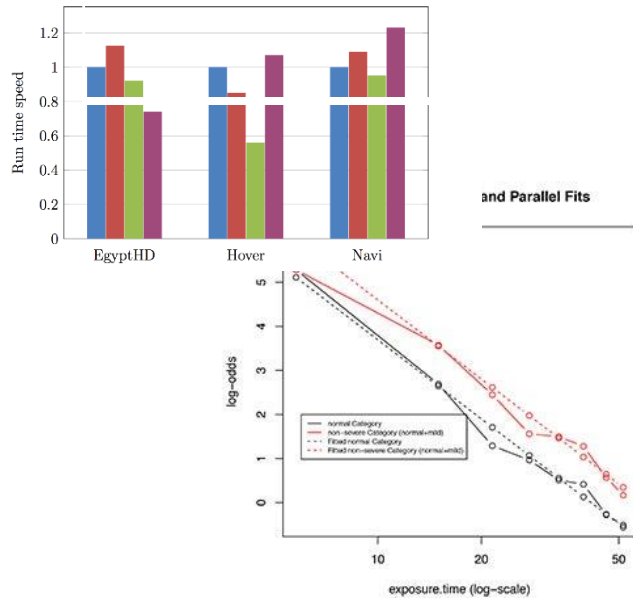 Run time speed
1.2
1
0.8
0.6
0.4
0.2
0
EgyptHD Hover Navi
and Parallel Fits
log−odds
5
4
3
2
1
0
normal Category
non−severe Category (normal+mild)
Fitted normal Category
Fitted non−severe Category (normal+mild)
10 20 50
exposure.time (log−scale)